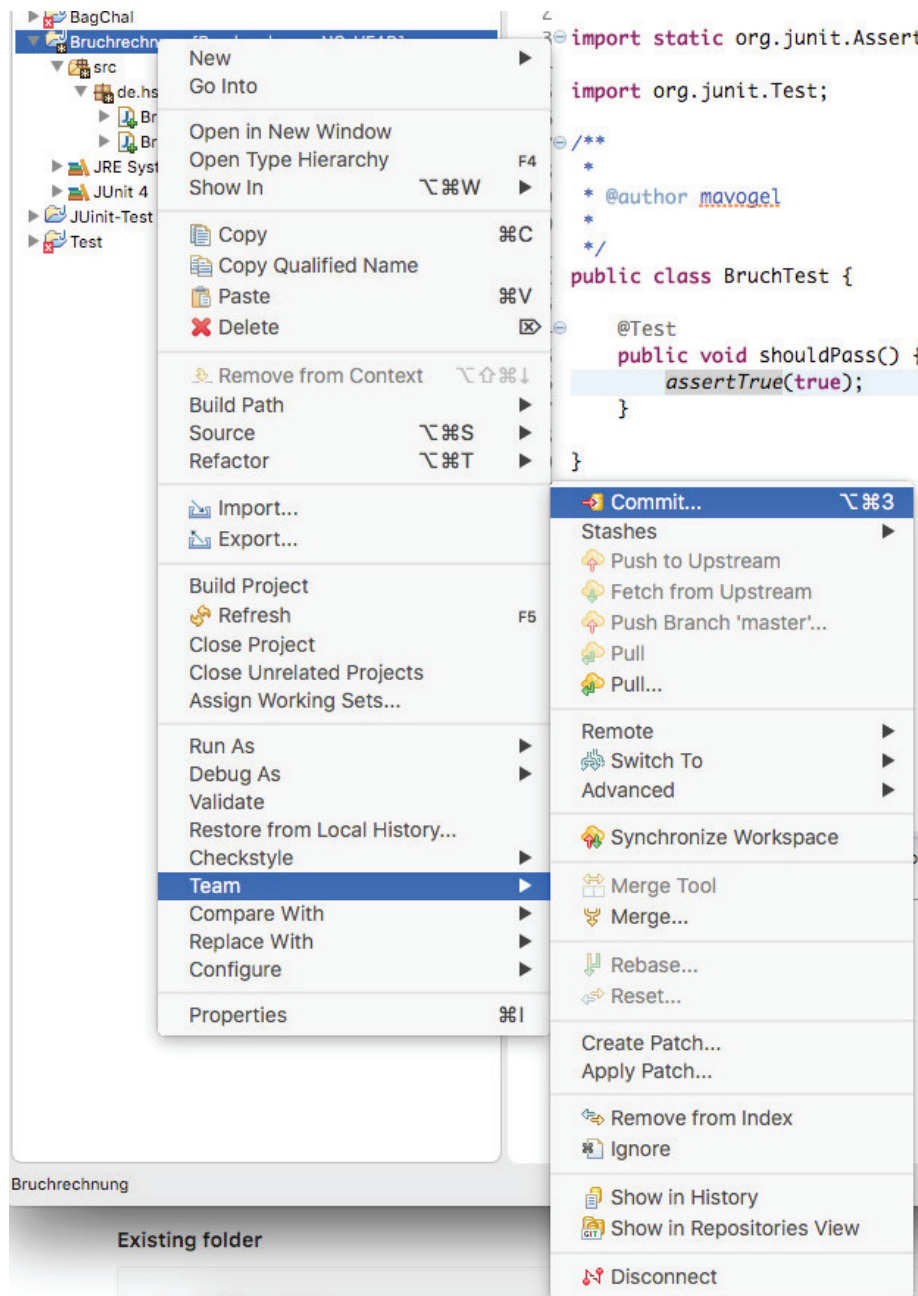 BagChal
Bruchrechn
src
de.hs
Br
Br
JRE Syst
JUnit 4
JUinit-Test
Test
New
Go Into
Open in New Window
Open Type Hierarchy F4
Show In ⌥⌘W
Copy ⌘C
Copy Qualified Name
Paste ⌘V
Delete ⌦
Remove from Context ⌥⇧⌘↓
Build Path
Source ⌥⌘S
Refactor ⌥⌘T
Import...
Export...
Build Project
Refresh F5
Close Project
Close Unrelated Projects
Assign Working Sets...
Run As
Debug As
Validate
Restore from Local History...
Checkstyle
Team
Compare With
Replace With
Configure
Properties ⌘I
import static org.junit.Assert
import org.junit.Test;
/**
*
* @author mavogel
*
*/
public class BruchTest {
@Test
public void shouldPass() {
assertTrue(true);
}
}
Commit... ⌥⌘3
Stashes
Push to Upstream
Fetch from Upstream
Push Branch 'master'...
Pull
Pull...
Remote
Switch To
Advanced
Synchronize Workspace
Merge Tool
Merge...
Rebase...
Reset...
Create Patch...
Apply Patch...
Remove from Index
Ignore
Show in History
GIT Show in Repositories View
Disconnect
Bruchrechnung
Existing folder